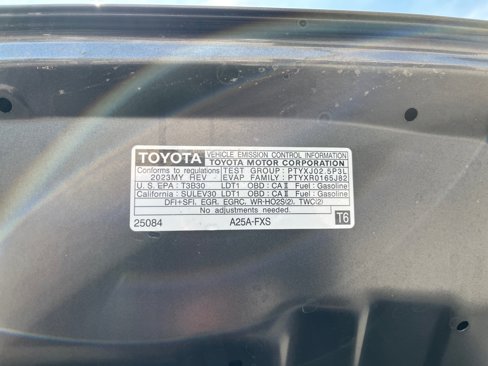 TOYOTA VEHICLE EMISSION CONTROL INFORMATION
TOYOTA MOTOR CORPORATION
Conforms to regulations TEST GROUP: PTYXJ02.5P3L
2023MY REV EVAP FAMILY: PTYXR0165J82
U.S. EPA : T3B30 LDT1 OBD : CA II Fuel : Gasoline
California : SULEV30 LDT1 OBD : CA II Fuel : Gasoline
DFI+SFI, EGR, EGRC, WR-HO2S(2), TWC(2)
No adjustments needed.
25084 A25A-FXS T6